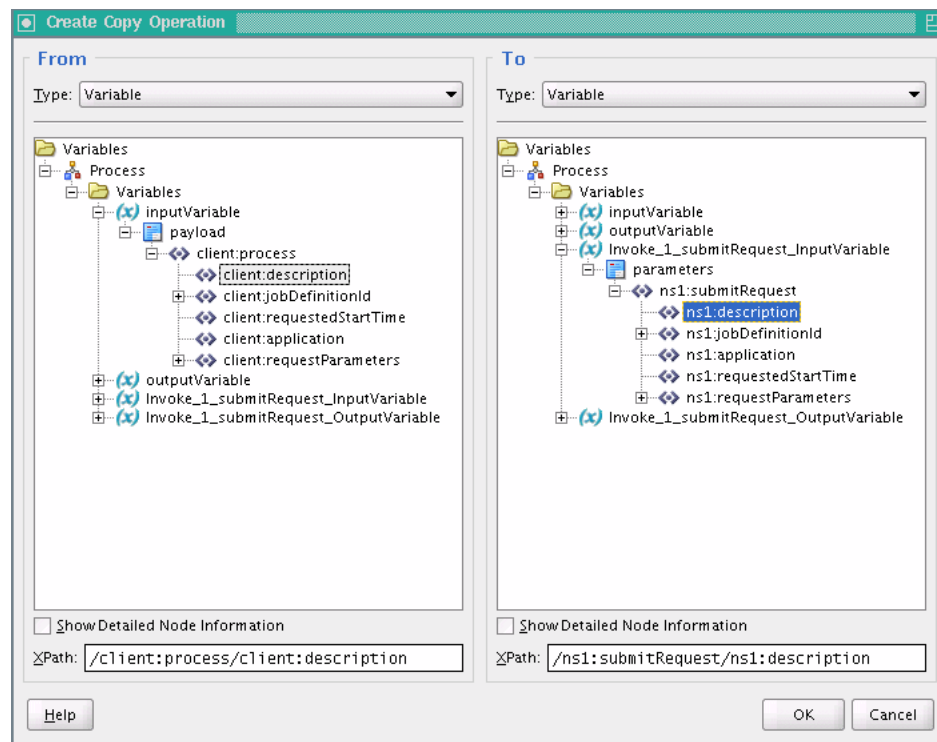 Create Copy Operation
From
Type: Variable
Variables
Process
Variables
(x) inputVariable
payload
client:process
client:description
client:jobDefinitionId
client:requestedStartTime
client:application
client:requestParameters
(x) outputVariable
(x) Invoke_1_submitRequest_InputVariable
(x) Invoke_1_submitRequest_OutputVariable
Show Detailed Node Information
XPath: /client:process/client:description
To
Type: Variable
Variables
Process
Variables
(x) inputVariable
(x) outputVariable
(x) Invoke_1_submitRequest_InputVariable
parameters
ns1:submitRequest
ns1:description
ns1:jobDefinitionId
ns1:application
ns1:requestedStartTime
ns1:requestParameters
(x) Invoke_1_submitRequest_OutputVariable
Show Detailed Node Information
XPath: /ns1:submitRequest/ns1:description
Help
OK
Cancel